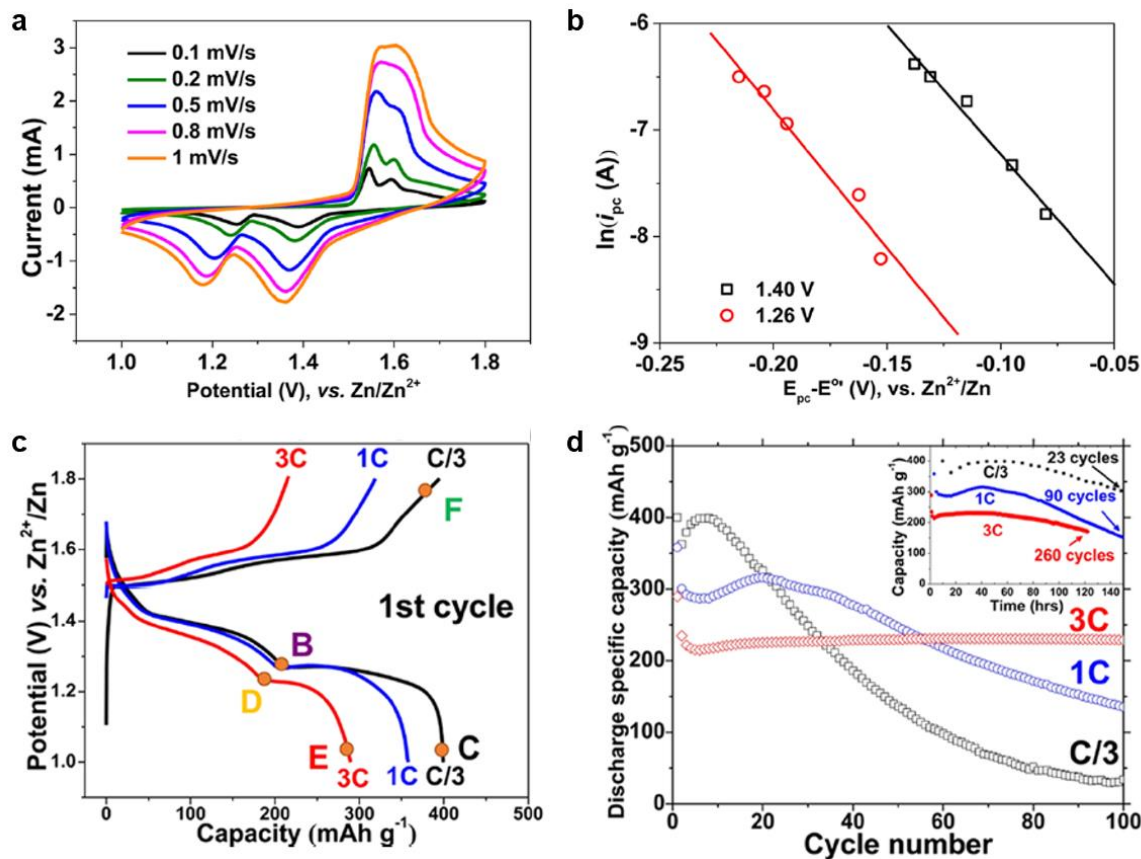 a
0.1 mV/s
0.2 mV/s
0.5 mV/s
0.8 mV/s
1 mV/s
Current (mA)
3
2
1
0
-1
-2
1.0 1.2 1.4 1.6 1.8
Potential (V), vs. Zn/Zn²⁺
b
ln(i_pc (A))
-6
-7
-8
-9
1.40 V
1.26 V
-0.25 -0.20 -0.15 -0.10 -0.05
E_pc-E°' (V), vs. Zn²⁺/Zn
c
Potential (V) vs. Zn²⁺/Zn
1.8
1.6
1.4
1.2
1.0
3C 1C C/3
F
1st cycle
B
D
E C
3C 1C C/3
0 100 200 300 400 500
Capacity (mAh g⁻¹)
d
Discharge specific capacity (mAh g⁻¹)
500
400
300
200
100
0
Capacity (mAh g⁻¹)
400
300
200
100
0
C/3
23 cycles
1C
90 cycles
3C
260 cycles
0 20 40 60 80 100 120 140
Time (hrs)
3C
1C
C/3
0 20 40 60 80 100
Cycle number